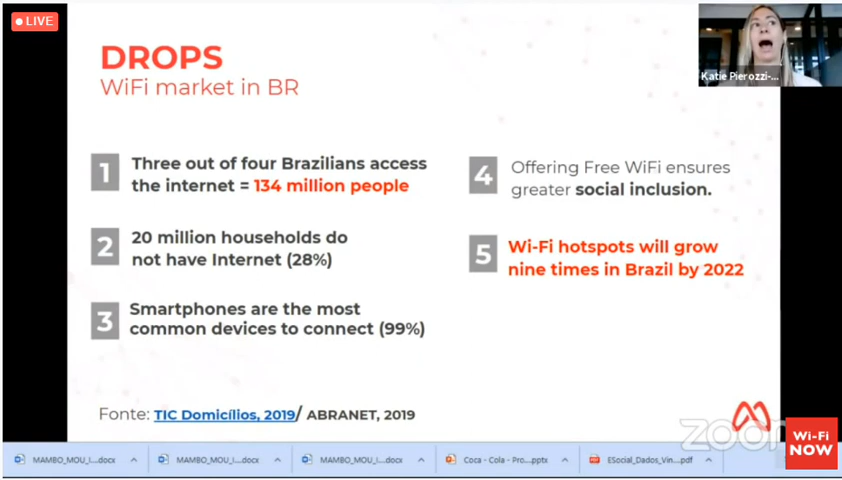 LIVE
DROPS
WiFi market in BR
Katie Pierozzi-...
1
Three out of four Brazilians access
the internet = 134 million people
2
20 million households do
not have Internet (28%)
3
Smartphones are the most
common devices to connect (99%)
4
Offering Free WiFi ensures
greater social inclusion.
5
Wi-Fi hotspots will grow
nine times in Brazil by 2022
Fonte: TIC Domicílios, 2019/ ABRANET, 2019
zoom
Wi-Fi
NOW
MAMBO_MOU_I....docx
MAMBO_MOU_I....docx
MAMBO_MOU_I....docx
Coca - Cola - Pro....pptx
ESocial_Dados_Vin....pdf